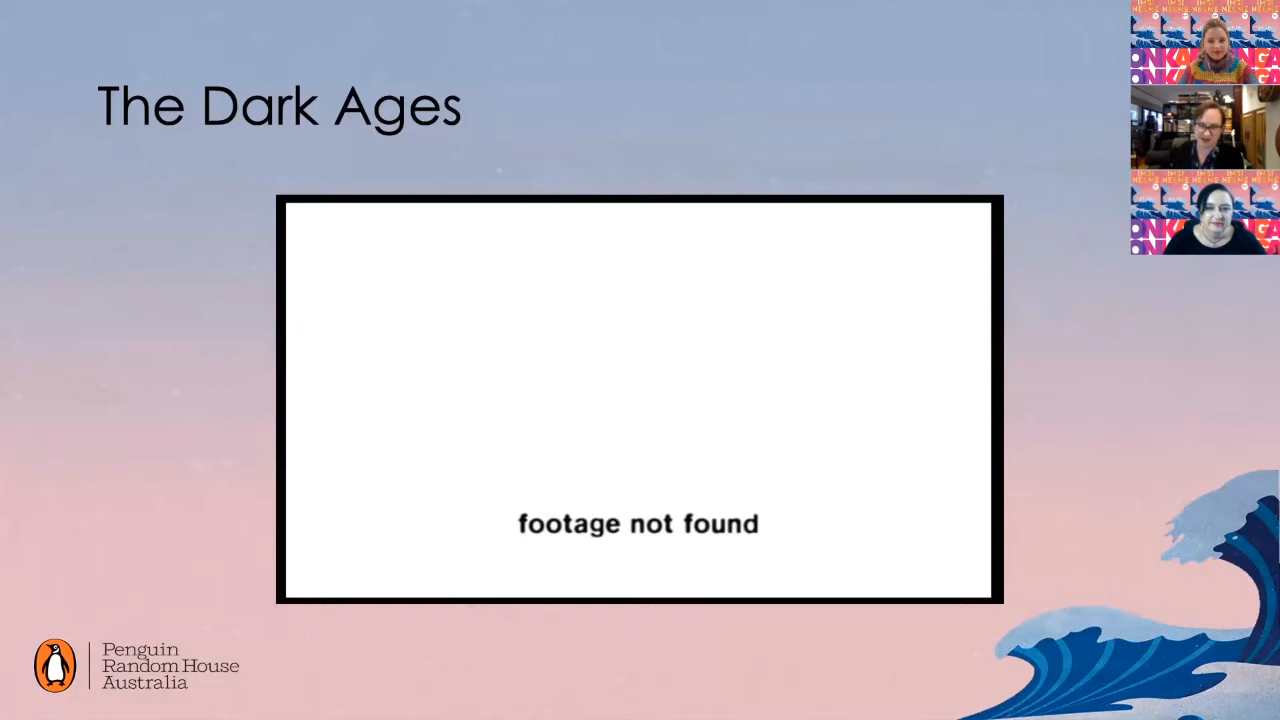 The Dark Ages
footage not found
Penguin
Random House
Australia